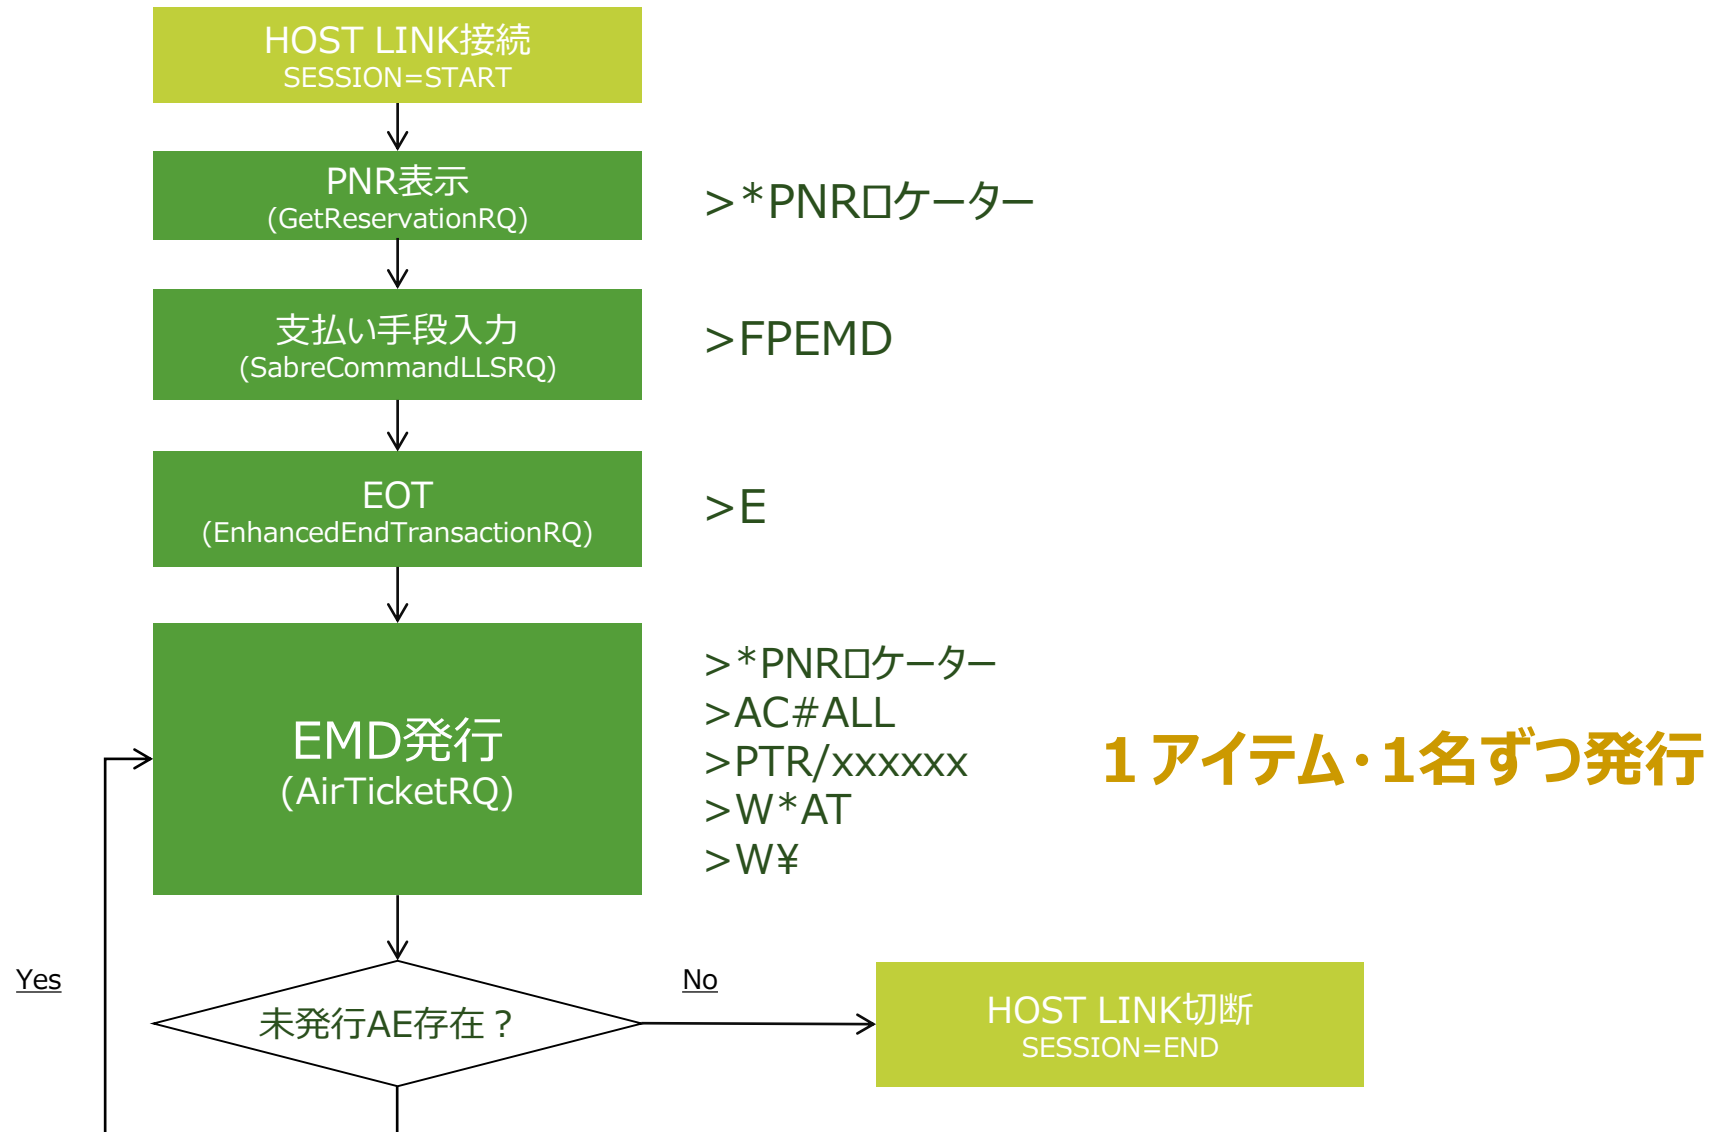 HOST LINK接続
SESSION=START
PNR表示
(GetReservationRQ)
>*PNRロケーター
支払い手段入力
(SabreCommandLLSRQ)
>FPEMD
EOT
(EnhancedEndTransactionRQ)
>E
EMD発行
(AirTicketRQ)
>*PNRロケーター
>AC#ALL
>PTR/xxxxxx
>W*AT
>W¥
1アイテム・1名ずつ発行
Yes
未発行AE存在？
No
HOST LINK切断
SESSION=END